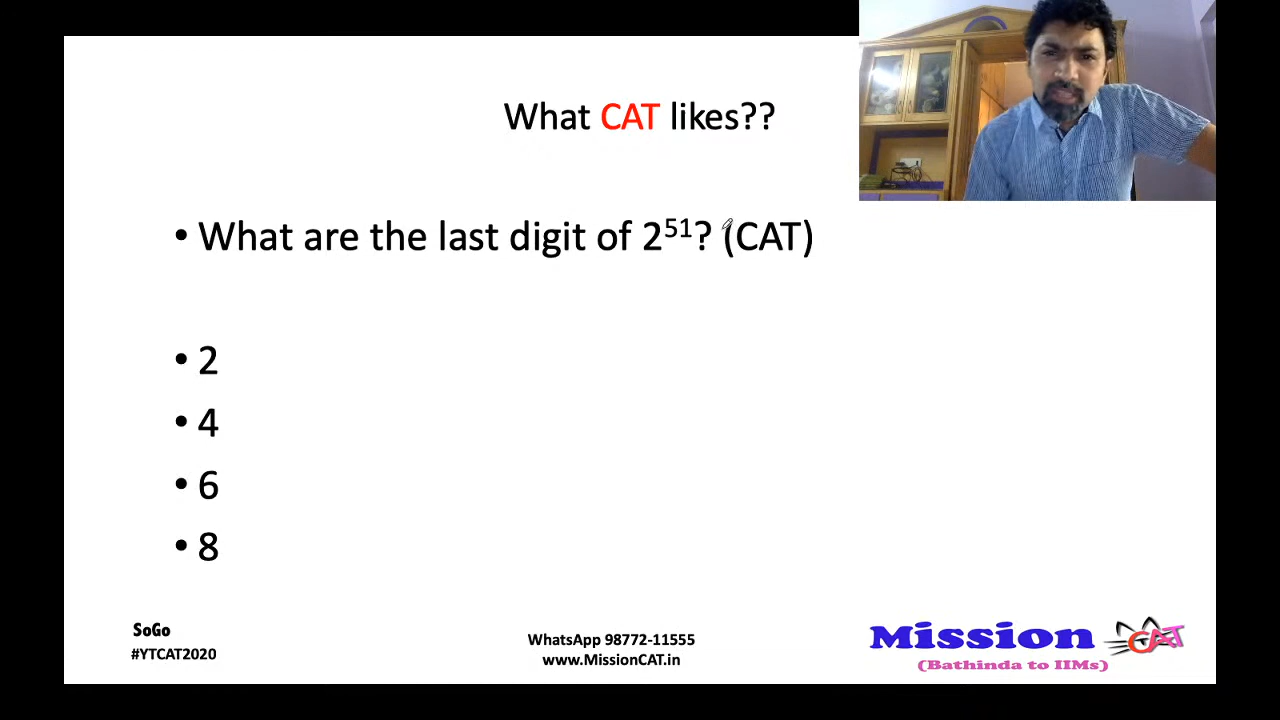 What CAT likes??
• What are the last digit of 2⁵¹? (CAT)
• 2
• 4
• 6
• 8
SoGo
#YTCAT2020
WhatsApp 98772-11555
www.MissionCAT.in
Mission CAT
(Bathinda to IIMs)